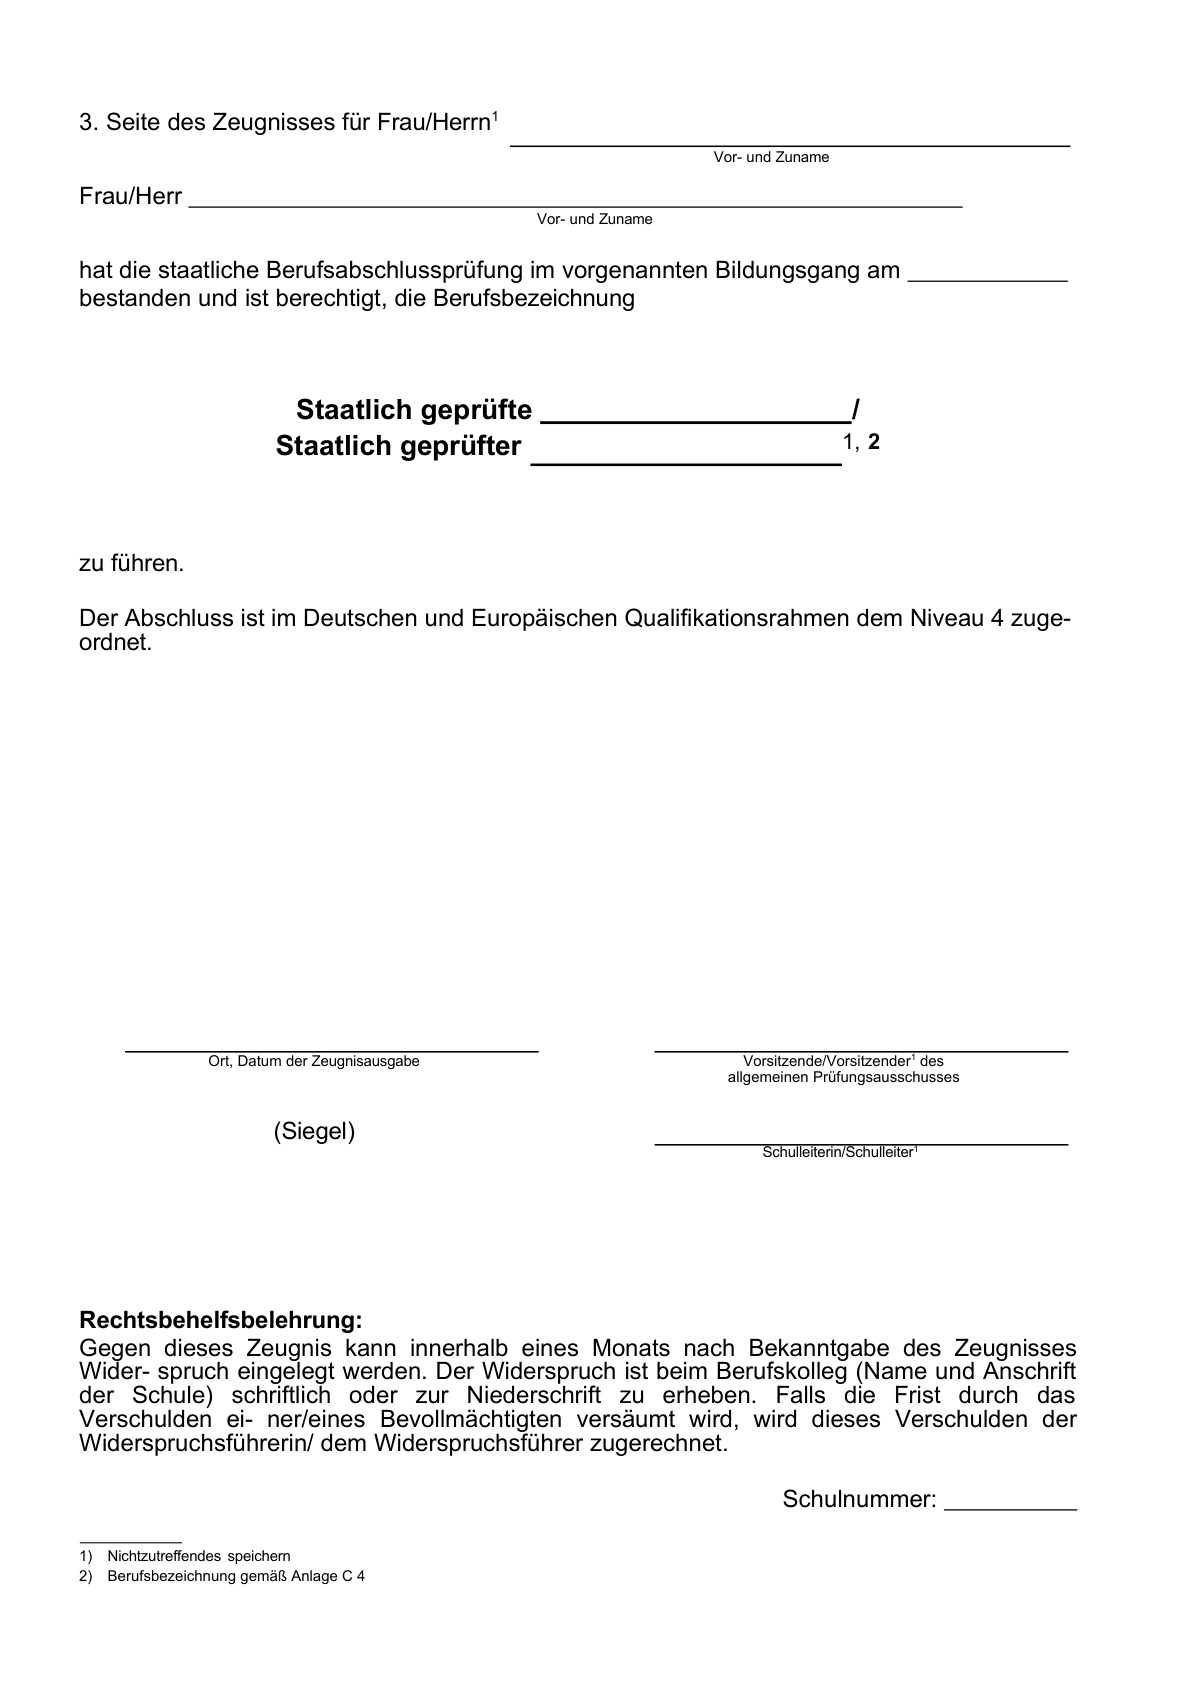 3. Seite des Zeugnisses für Frau/Herrn¹ ____________________
Vor- und Zuname
Frau/Herr ____________________
Vor- und Zuname
hat die staatliche Berufsabschlussprüfung im vorgenannten Bildungsgang am ____________
bestanden und ist berechtigt, die Berufsbezeichnung
Staatlich geprüfte ____________________/
Staatlich geprüfter ____________________1, 2
zu führen.
Der Abschluss ist im Deutschen und Europäischen Qualifikationsrahmen dem Niveau 4 zuge-
ordnet.
Ort, Datum der Zeugnisausgabe
Vorsitzende/Vorsitzender¹ des
allgemeinen Prüfungsausschusses
(Siegel)
Schulleiterin/Schulleiter¹
Rechtsbehelfsbelehrung:
Gegen dieses Zeugnis kann innerhalb eines Monats nach Bekanntgabe des Zeugnisses
Wider- spruch eingelegt werden. Der Widerspruch ist beim Berufskolleg (Name und Anschrift
der Schule) schriftlich oder zur Niederschrift zu erheben. Falls die Frist durch das
Verschulden ei- ner/eines Bevollmächtigten versäumt wird, wird dieses Verschulden der
Widerspruchsführerin/ dem Widerspruchsführer zugerechnet.
Schulnummer: __________
1) Nichtzutreffendes speichern
2) Berufsbezeichnung gemäß Anlage C 4